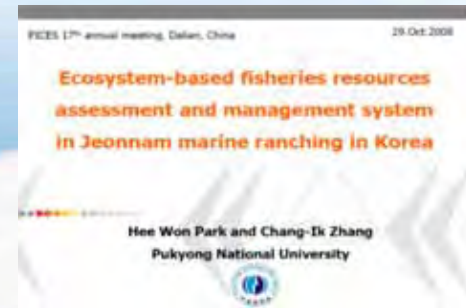 PICES 17th annual meeting, Dalian, China
29 Oct 2008
Ecosystem-based fisheries resources
assessment and management system
in Jeonnam marine ranching in Korea
Hee Won Park and Chang-Ik Zhang
Pukyong National University